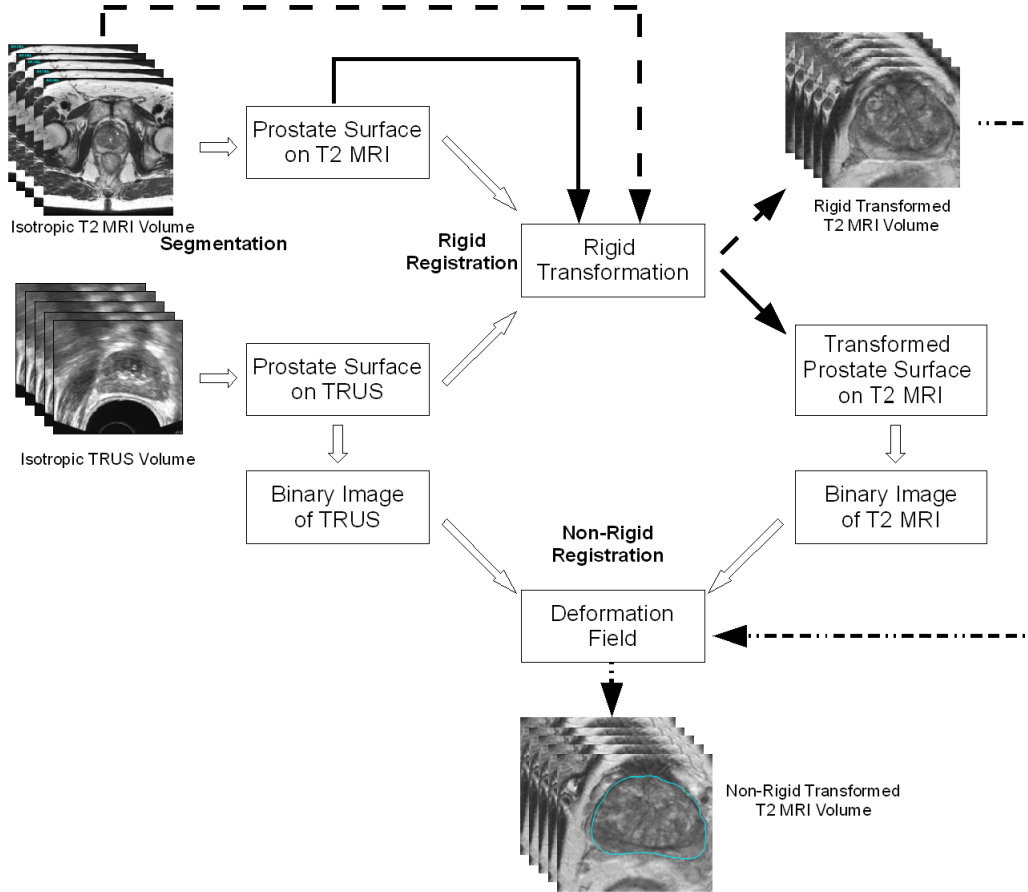 Prostate Surface
on T2 MRI
Isotropic T2 MRI Volume
Segmentation
Rigid
Registration
Rigid
Transformation
Rigid Transformed
T2 MRI Volume
Prostate Surface
on TRUS
Isotropic TRUS Volume
Transformed
Prostate Surface
on T2 MRI
Binary Image
of TRUS
Binary Image
of T2 MRI
Non-Rigid
Registration
Deformation
Field
Non-Rigid Transformed
T2 MRI Volume